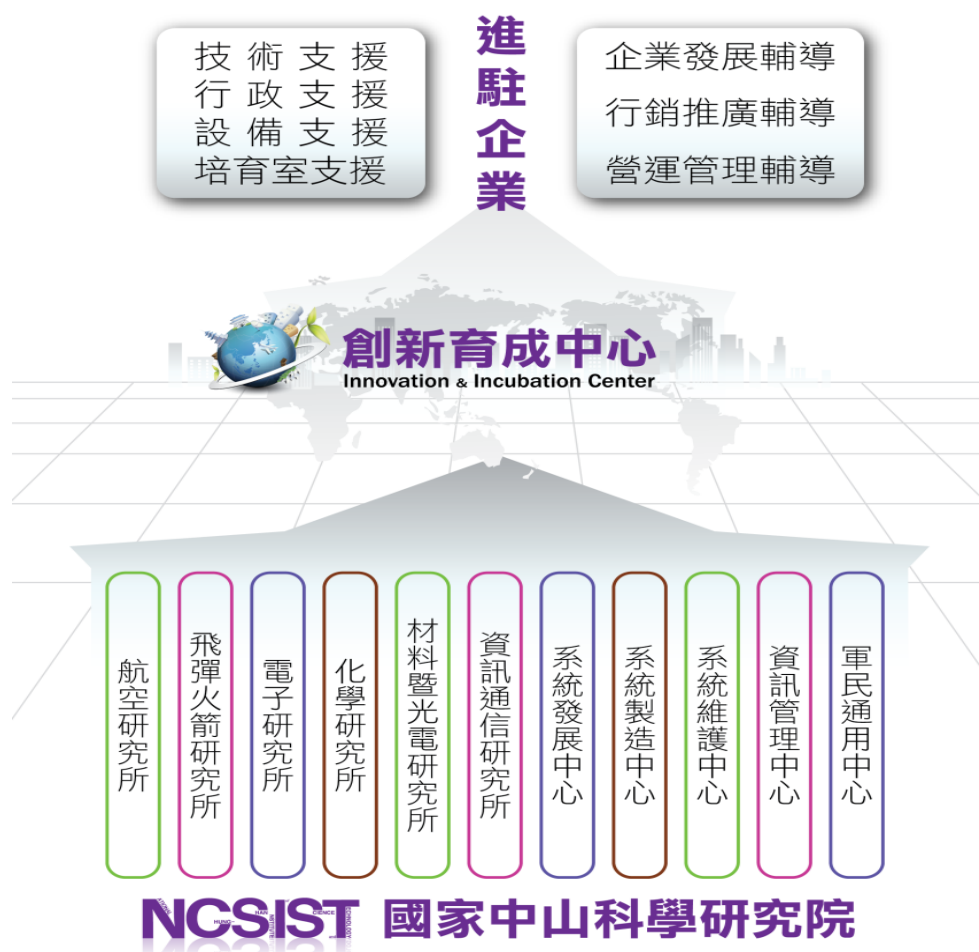 進駐企業
技術支援
行政支援
設備支援
培育室支援
企業發展輔導
行銷推廣輔導
營運管理輔導
創新育成中心
Innovation & Incubation Center
航空研究所
飛彈火箭研究所
電子研究所
化學研究所
材料暨光電研究所
資訊通信研究所
系統發展中心
系統製造中心
系統維護中心
資訊管理中心
軍民通用中心
NCSIST 國家中山科學研究院